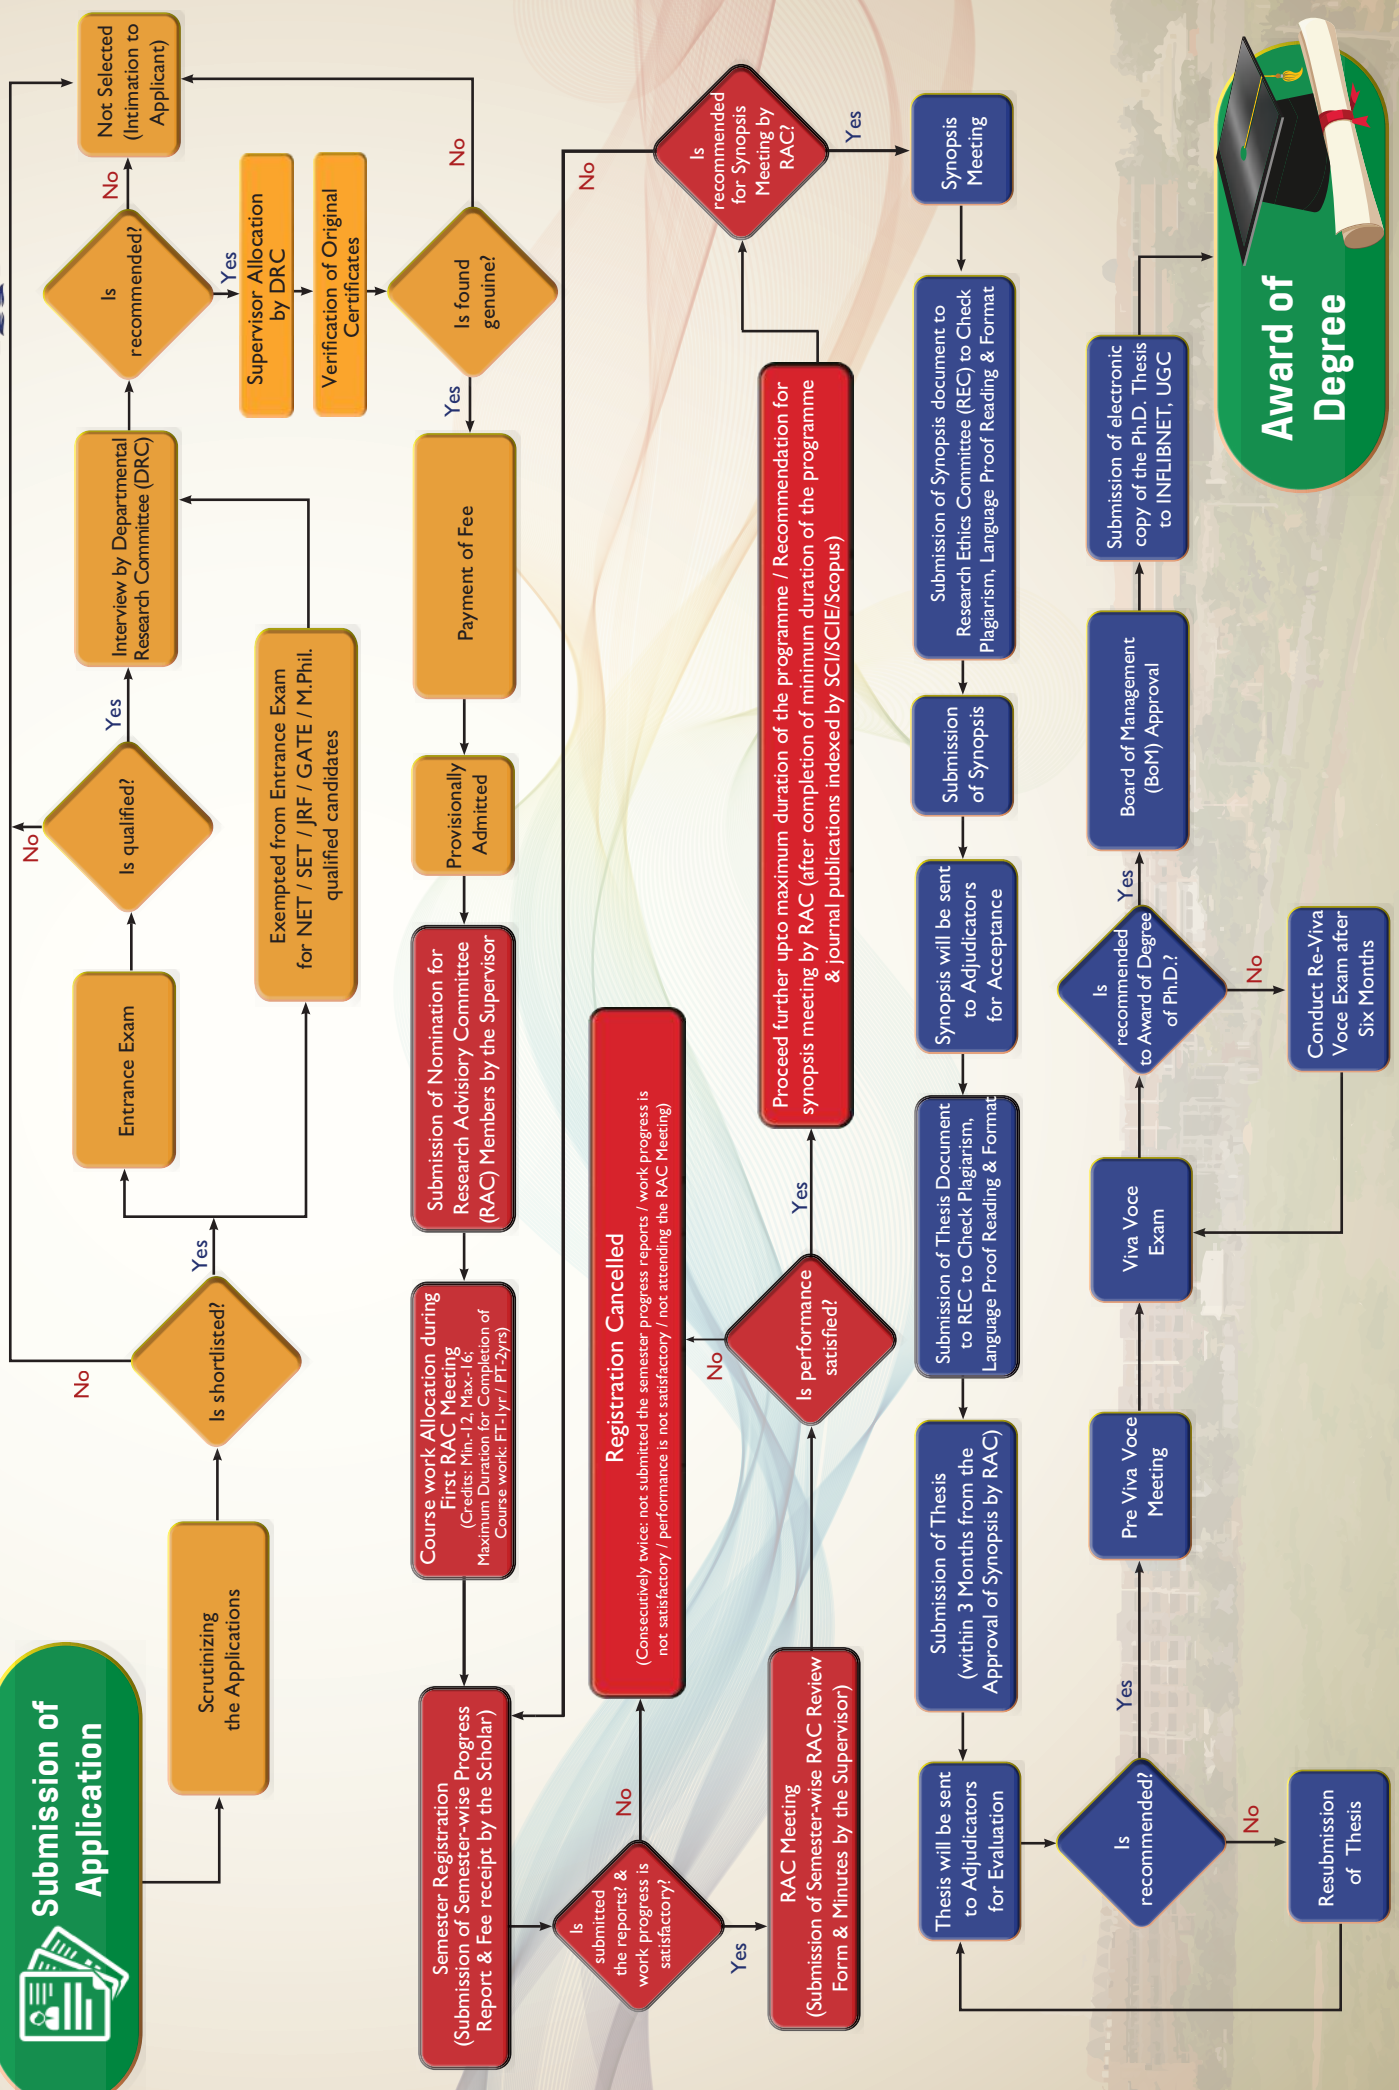 Submission of
Application
Scrutinizing
the Applications
Is shortlisted?
No
Yes
Entrance Exam
Exempted from Entrance Exam
for NET / SET / JRF / GATE / M.Phil.
qualified candidates
Is qualified?
No
Yes
Interview by Departmental
Research Committee (DRC)
Is
recommended?
No
Not Selected
(Intimation to
Applicant)
Yes
Supervisor Allocation
by DRC
Verification of Original
Certificates
Is found
genuine?
No
Yes
Payment of Fee
Provisionally
Admitted
Submission of Nomination for
Research Advisory Committee
(RAC) Members by the Supervisor
Course work Allocation during
First RAC Meeting
(Credits: Min.-12, Max.-16;
Maximum Duration for Completion of
Course work: FT-1yr / PT-2yrs)
Semester Registration
(Submission of Semester-wise Progress
Report & Fee receipt by the Scholar)
Is
submitted
the reports? &
work progress is
satisfactory?
No
Registration Cancelled
(Consecutively twice: not submitted the semester progress reports / work progress is
not satisfactory / performance is not satisfactory / not attending the RAC Meeting)
Yes
RAC Meeting
(Submission of Semester-wise RAC Review
Form & Minutes by the Supervisor)
Is performance
satisfied?
No
Yes
Proceed further upto maximum duration of the programme / Recommendation for
synopsis meeting by RAC (after completion of minimum duration of the programme
& journal publications indexed by SCI/SCIE/Scopus)
Is
recommended
for Synopsis
Meeting by
RAC?
No
Yes
Synopsis
Meeting
Submission of Synopsis document to
Research Ethics Committee (REC) to Check
Plagiarism, Language Proof Reading & Format
Submission
of Synopsis
Synopsis will be sent
to Adjudicators
for Acceptance
Submission of Thesis Document
to REC to Check Plagiarism,
Language Proof Reading & Format
Submission of Thesis
(within 3 Months from the
Approval of Synopsis by RAC)
Thesis will be sent
to Adjudicators
for Evaluation
Is
recommended?
No
Resubmission
of Thesis
Yes
Pre Viva Voce
Meeting
Viva Voce
Exam
Is
recommended
to Award of Degree
of Ph.D.?
No
Conduct Re-Viva
Voce Exam after
Six Months
Yes
Board of Management
(BoM) Approval
Submission of electronic
copy of the Ph.D. Thesis
to INFLIBNET, UGC
Award of
Degree